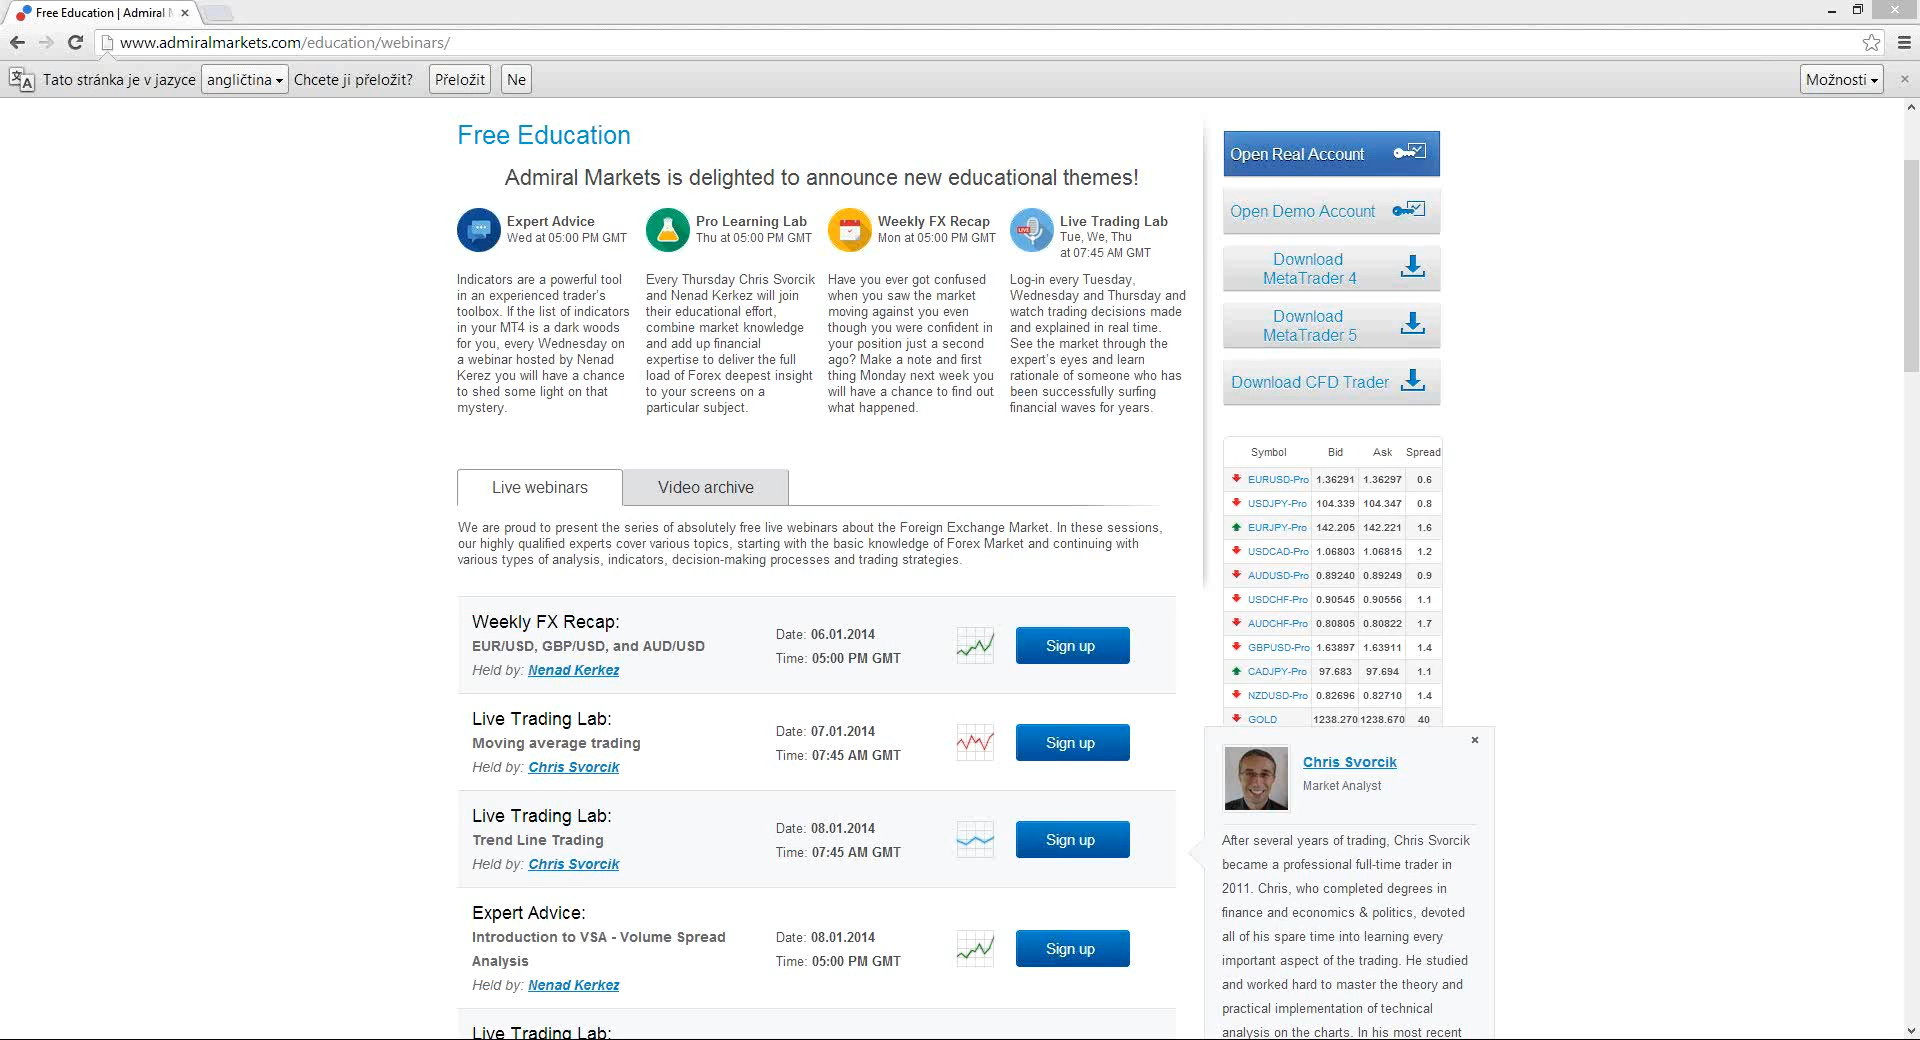 Free Education | Admiral M
www.admiralmarkets.com/education/webinars/
Tato stránka je v jazyce angličtina Chcete ji přeložit? Přeložit Ne Možnosti
Free Education
Admiral Markets is delighted to announce new educational themes!
Expert Advice
Wed at 05:00 PM GMT
Indicators are a powerful tool
in an experienced trader's
toolbox. If the list of indicators
in your MT4 is a dark woods
for you, every Wednesday on
a webinar hosted by Nenad
Kerez you will have a chance
to shed some light on that
mystery.
Pro Learning Lab
Thu at 05:00 PM GMT
Every Thursday Chris Svorcik
and Nenad Kerkez will join
their educational effort,
combine market knowledge
and add up financial
expertise to deliver the full
load of Forex deepest insight
to your screens on a
particular subject.
Weekly FX Recap
Mon at 05:00 PM GMT
Have you ever got confused
when you saw the market
moving against you even
though you were confident in
your position just a second
ago? Make a note and first
thing Monday next week you
will have a chance to find out
what happened.
LIVE
Live Trading Lab
Tue, We, Thu
at 07:45 AM GMT
Log-in every Tuesday,
Wednesday and Thursday and
watch trading decisions made
and explained in real time.
See the market through the
expert's eyes and learn
rationale of someone who has
been successfully surfing
financial waves for years.
Live webinars
Video archive
We are proud to present the series of absolutely free live webinars about the Foreign Exchange Market. In these sessions,
our highly qualified experts cover various topics, starting with the basic knowledge of Forex Market and continuing with
various types of analysis, indicators, decision-making processes and trading strategies.
Weekly FX Recap:
EUR/USD, GBP/USD, and AUD/USD
Held by: Nenad Kerkez
Date: 06.01.2014
Time: 05:00 PM GMT
Sign up
Live Trading Lab:
Moving average trading
Held by: Chris Svorcik
Date: 07.01.2014
Time: 07:45 AM GMT
Sign up
Live Trading Lab:
Trend Line Trading
Held by: Chris Svorcik
Date: 08.01.2014
Time: 07:45 AM GMT
Sign up
Expert Advice:
Introduction to VSA - Volume Spread
Analysis
Held by: Nenad Kerkez
Date: 08.01.2014
Time: 05:00 PM GMT
Sign up
Live Trading Lab:
Open Real Account
Open Demo Account
Download
MetaTrader 4
Download
MetaTrader 5
Download CFD Trader
Symbol Bid Ask Spread
EURUSD-Pro 1.36291 1.36297 0.6
USDJPY-Pro 104.339 104.347 0.8
EURJPY-Pro 142.205 142.221 1.6
USDCAD-Pro 1.06803 1.06815 1.2
AUDUSD-Pro 0.89240 0.89249 0.9
USDCHF-Pro 0.90545 0.90556 1.1
AUDCHF-Pro 0.80805 0.80822 1.7
GBPUSD-Pro 1.63897 1.63911 1.4
CADJPY-Pro 97.683 97.694 1.1
NZDUSD-Pro 0.82696 0.82710 1.4
GOLD 1238.270 1238.670 40
Chris Svorcik
Market Analyst
After several years of trading, Chris Svorcik
became a professional full-time trader in
2011. Chris, who completed degrees in
finance and economics & politics, devoted
all of his spare time into learning every
important aspect of the trading. He studied
and worked hard to master the theory and
practical implementation of technical
analysis on the charts. In his most recent